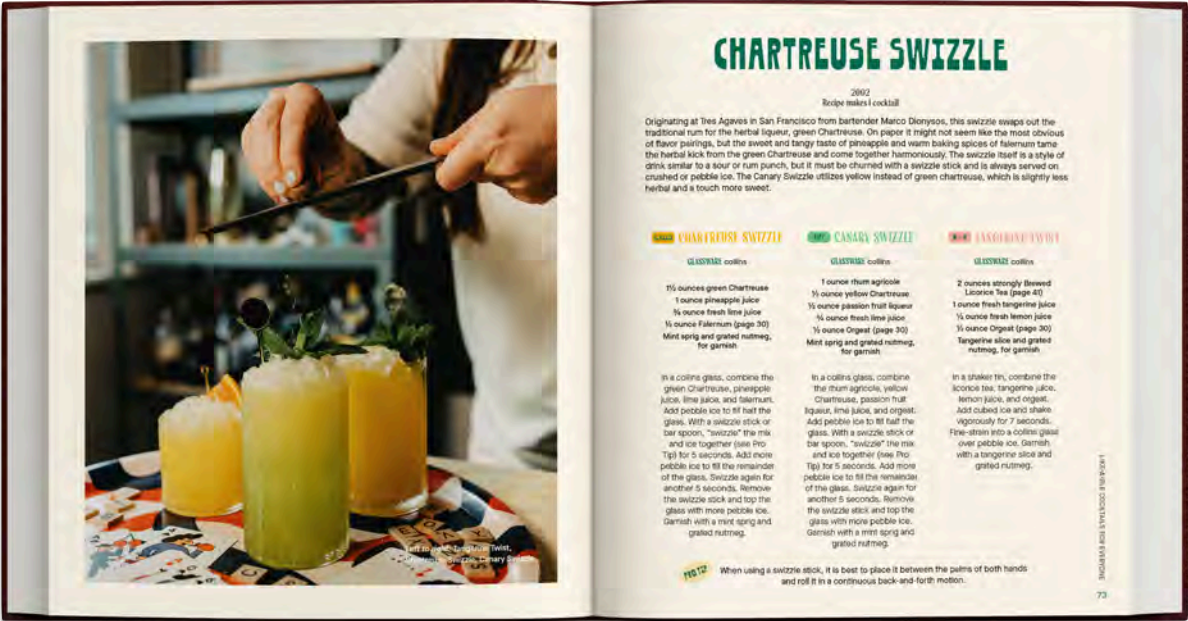 Left to right: Tangerine Twist,
Chartreuse Swizzle, Canary Swizzle
CHARTREUSE SWIZZLE
2002
Recipe makes 1 cocktail
Originating at Tres Agaves in San Francisco from bartender Marco Dionysos, this swizzle swaps out the
traditional rum for the herbal liqueur, green Chartreuse. On paper it might not seem like the most obvious
of flavor pairings, but the sweet and tangy taste of pineapple and warm baking spices of falernum tame
the herbal kick from the green Chartreuse and come together harmoniously. The swizzle itself is a style of
drink similar to a sour or rum punch, but it must be churned with a swizzle stick and is always served on
crushed or pebble ice. The Canary Swizzle utilizes yellow instead of green chartreuse, which is slightly less
herbal and a touch more sweet.
CHARTREUSE SWIZZLE
GLASSWARE collins
1½ ounces green Chartreuse
1 ounce pineapple juice
¾ ounce fresh lime juice
½ ounce Falernum (page 30)
Mint sprig and grated nutmeg,
for garnish
In a collins glass, combine the
green Chartreuse, pineapple
juice, lime juice, and falernum.
Add pebble ice to fill half the
glass. With a swizzle stick or
bar spoon, "swizzle" the mix
and ice together (see Pro
Tip) for 5 seconds. Add more
pebble ice to fill the remainder
of the glass. Swizzle again for
another 5 seconds. Remove
the swizzle stick and top the
glass with more pebble ice.
Garnish with a mint sprig and
grated nutmeg.
CANARY SWIZZLE
GLASSWARE collins
1 ounce rhum agricole
½ ounce yellow Chartreuse
½ ounce passion fruit liqueur
¾ ounce fresh lime juice
½ ounce Orgeat (page 30)
Mint sprig and grated nutmeg,
for garnish
In a collins glass, combine
the rhum agricole, yellow
Chartreuse, passion fruit
liqueur, lime juice, and orgeat.
Add pebble ice to fill half the
glass. With a swizzle stick or
bar spoon, "swizzle" the mix
and ice together (see Pro
Tip) for 5 seconds. Add more
pebble ice to fill the remainder
of the glass. Swizzle again for
another 5 seconds. Remove
the swizzle stick and top the
glass with more pebble ice.
Garnish with a mint sprig and
grated nutmeg.
TANGERINE TWIST
GLASSWARE collins
2 ounces strongly Brewed
Licorice Tea (page 41)
1 ounce fresh tangerine juice
ounce fresh lemon juice
½ ounce Orgeat (page 30)
Tangerine slice and grated
nutmeg, for garnish
In a shaker tin, combine the
licorice tea, tangerine juice,
lemon juice, and orgeat.
Add cubed ice and shake
vigorously for 7 seconds.
Fine-strain into a collins glass
over pebble ice. Garnish
with a tangerine slice and
grated nutmeg.
PRO TIP
When using a swizzle stick, it is best to place it between the palms of both hands
and roll it in a continuous back-and-forth motion.
COCKTAILS FOR EVERYONE
73